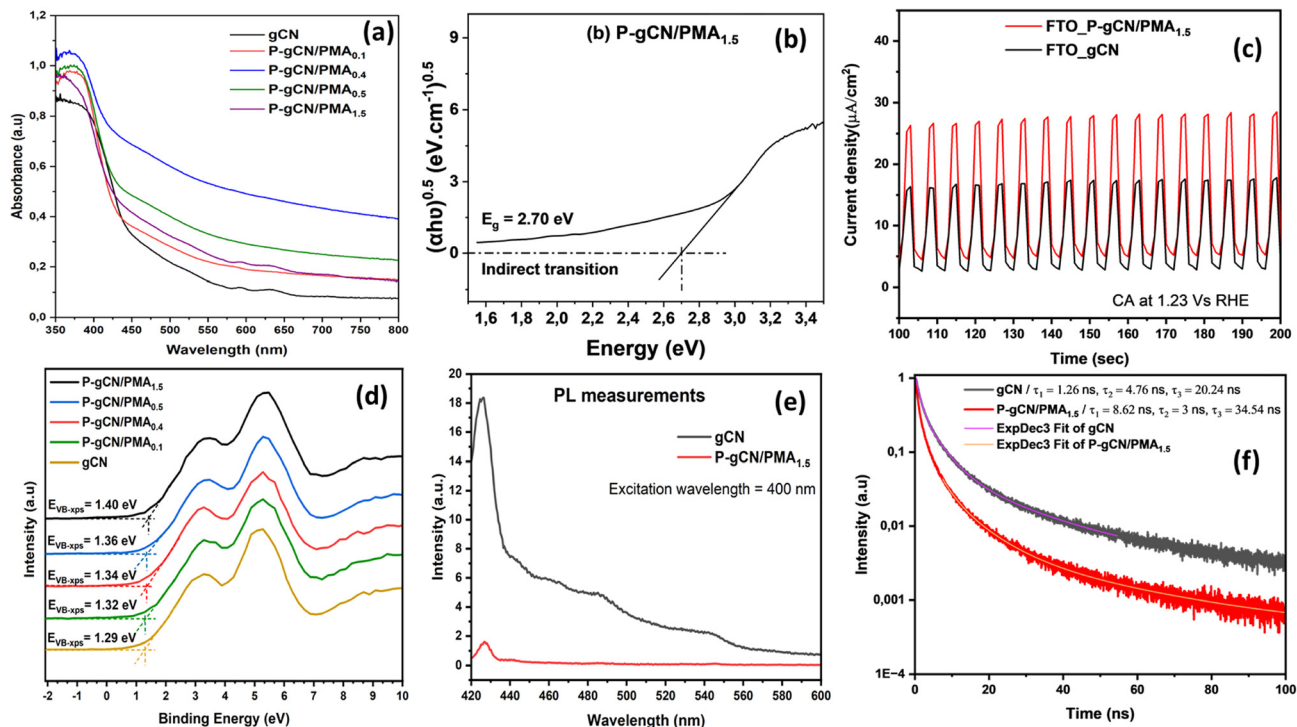 (a)
gCN
P-gCN/PMA0.1
P-gCN/PMA0.4
P-gCN/PMA0.5
P-gCN/PMA1.5
Absorbance (a.u)
1,2
1,0
0,8
0,6
0,4
0,2
0,0
350 400 450 500 550 600 650 700 750 800
Wavelength (nm)
(b) P-gCN/PMA1.5
(b)
(αhυ)^0.5 (eV.cm⁻¹)^0.5
9
6
3
0
Eg = 2.70 eV
Indirect transition
1,6 1,8 2,0 2,2 2,4 2,6 2,8 3,0 3,2 3,4
Energy (eV)
FTO_P-gCN/PMA1.5
FTO_gCN
(c)
Current density(μA/cm²)
40
30
20
10
0
CA at 1.23 Vs RHE
100 110 120 130 140 150 160 170 180 190 200
Time (sec)
P-gCN/PMA1.5
P-gCN/PMA0.5
P-gCN/PMA0.4
P-gCN/PMA0.1
gCN
(d)
Intensity (a.u)
EVB-xps = 1.40 eV
EVB-xps = 1.36 eV
EVB-xps = 1.34 eV
EVB-xps = 1.32 eV
EVB-xps = 1.29 eV
-2 -1 0 1 2 3 4 5 6 7 8 9 10
Binding Energy (eV)
PL measurements
(e)
gCN
P-gCN/PMA1.5
Excitation wavelength = 400 nm
Intensity (a.u.)
20
18
16
14
12
10
8
6
4
2
0
420 440 460 480 500 520 540 560 580 600
Wavelength (nm)
gCN / τ1 = 1.26 ns, τ2 = 4.76 ns, τ3 = 20.24 ns
P-gCN/PMA1.5 / τ1 = 8.62 ns, τ2 = 3 ns, τ3 = 34.54 ns
ExpDec3 Fit of gCN
ExpDec3 Fit of P-gCN/PMA1.5
(f)
Intensity (a.u)
1
0,1
0,01
0,001
1E−4
0 20 40 60 80 100
Time (ns)